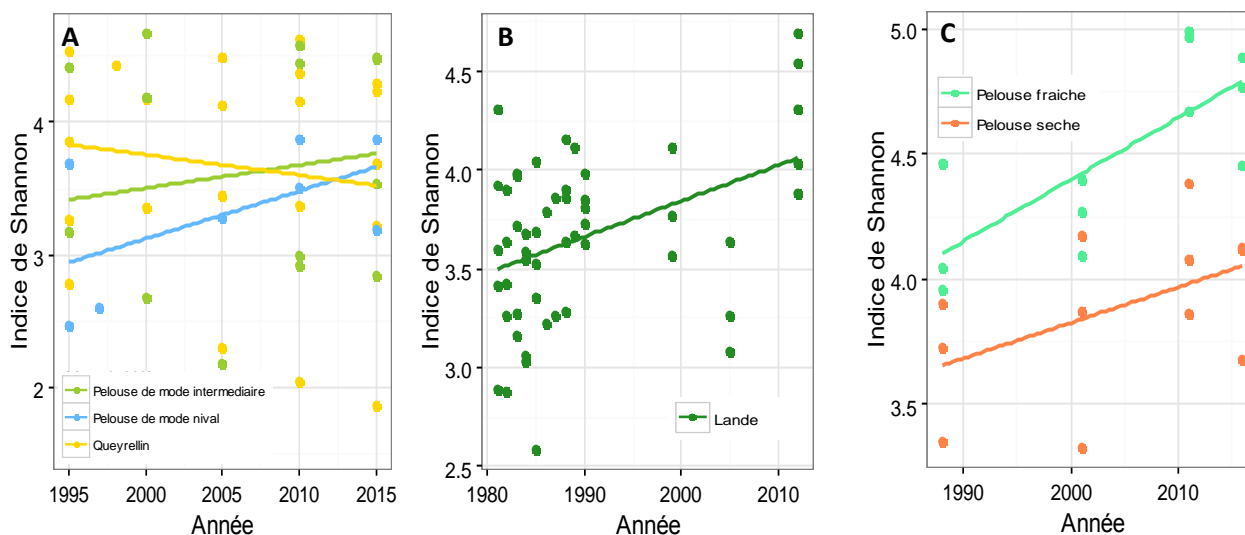 A
Indice de Shannon
4
3
2
Pelouse de mode intermediaire
Pelouse de mode nival
Queyrellin
1995 2000 2005 2010 2015
Année
B
Indice de Shannon
4.5
4.0
3.5
3.0
2.5
Lande
1980 1990 2000 2010
Année
C
Indice de Shannon
5.0
4.5
4.0
3.5
Pelouse fraiche
Pelouse seche
1990 2000 2010
Année